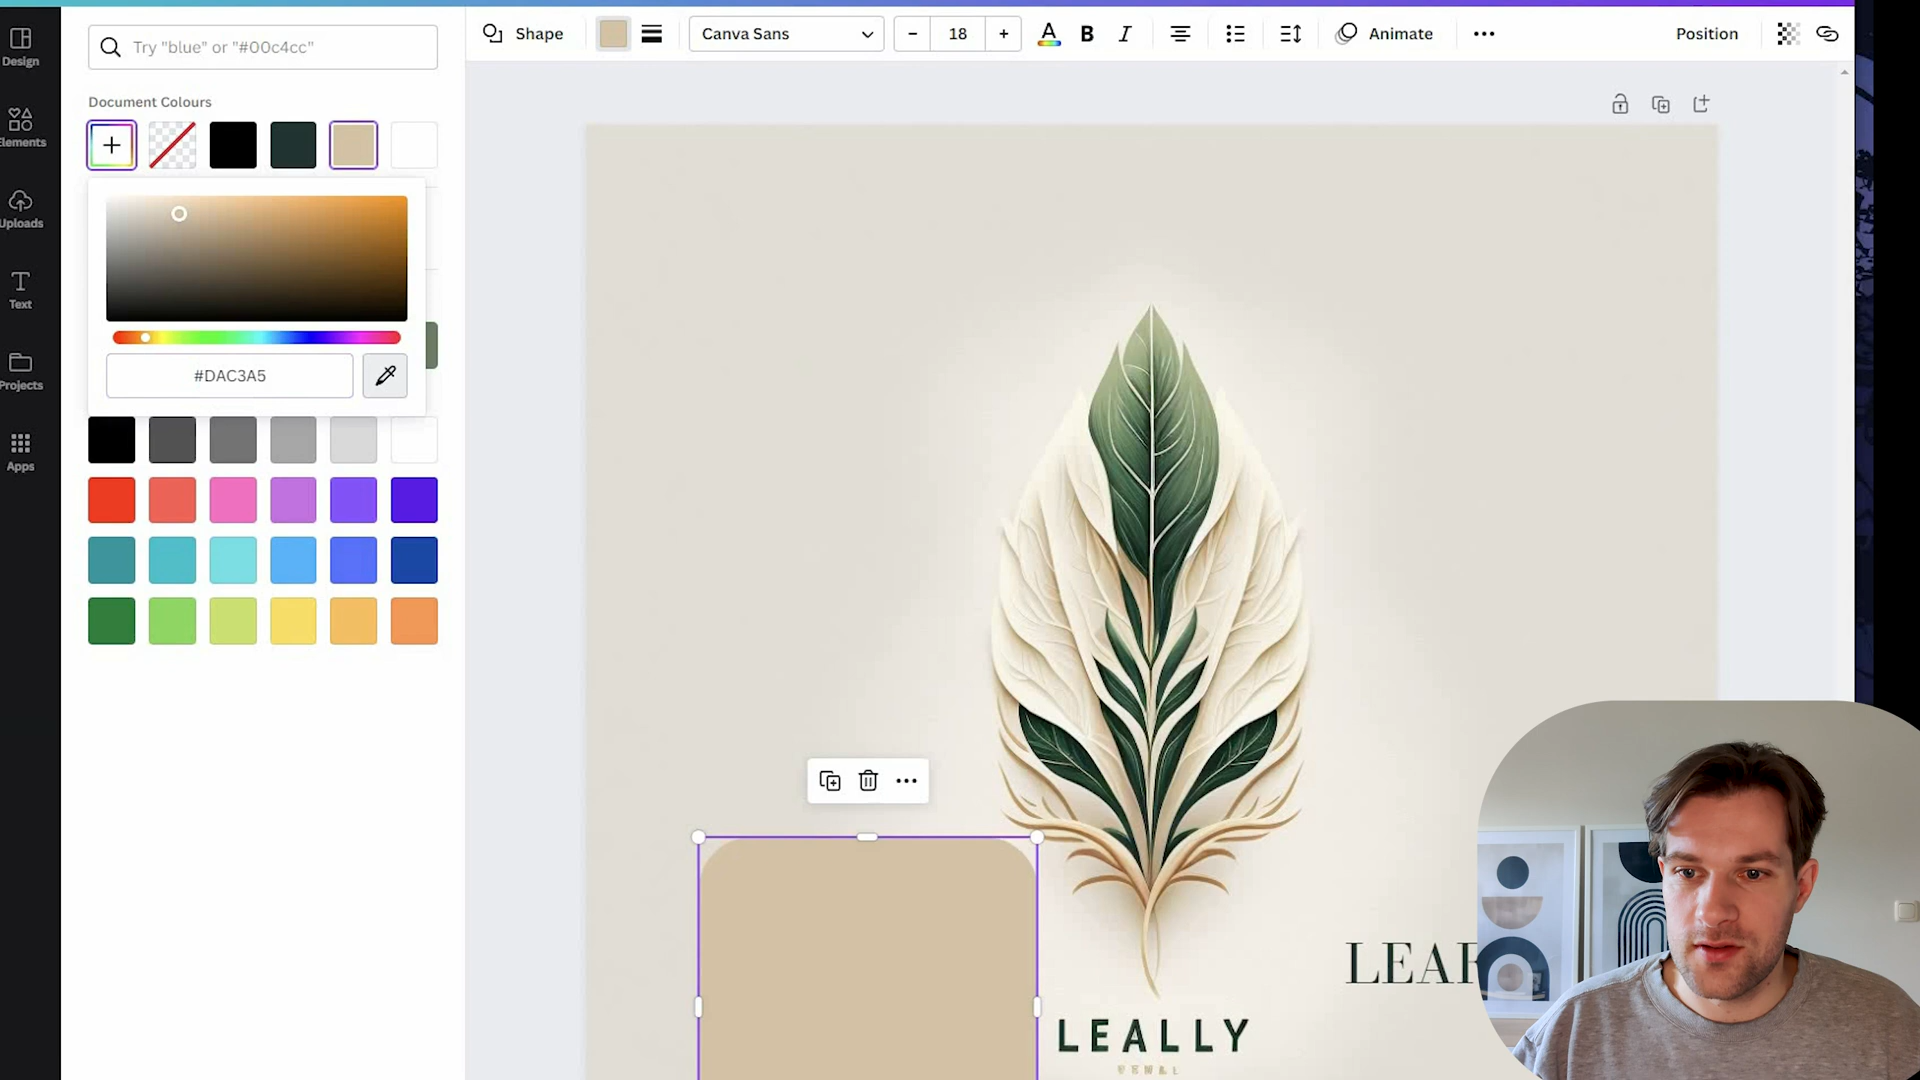 Design
Elements
Uploads
Text
Projects
Apps
Try "blue" or "#00c4cc"
Document Colours
#DAC3A5
Shape
Canva Sans
18
A
B
I
Animate
Position
LEALLY